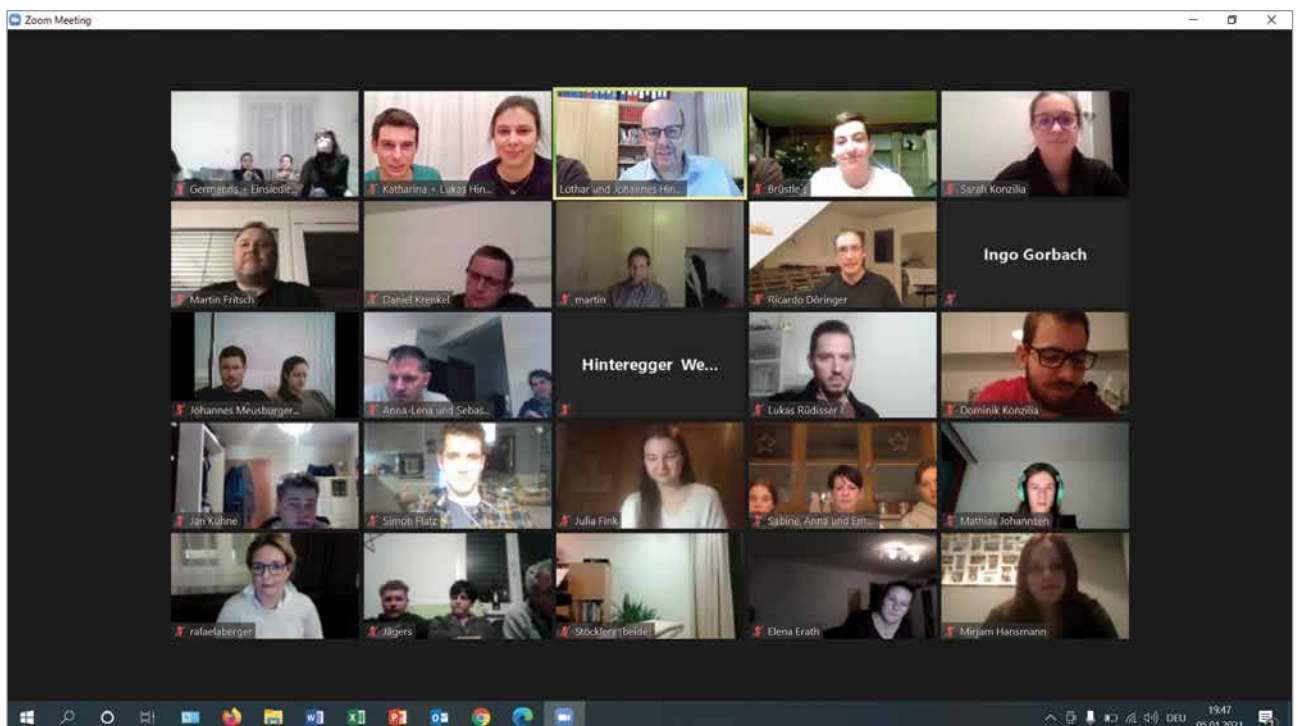 Zoom Meeting
Germanns + Einsiedle...
Katharina + Lukas Hin...
Lothar und Johannes Hin...
Brüstle's
Sarah Konzilia
Martin Fritsch
Daniel Krenkel
martin
Ricardo Döringer
Ingo Gorbach
Johannes Meusburger...
Anna-Lena und Sebas...
Hinteregger We...
Lukas Rüdisser
Dominik Konzilia
Jan Kühne
Simon Flatz
Julia Fink
Sabine, Anna und Em...
Mathias Johannsen
rafaelaberger
Jägers
Stöcklers (beide)
Elena Erath
Mirjam Hansmann
DEU
19:47
05.01.2021